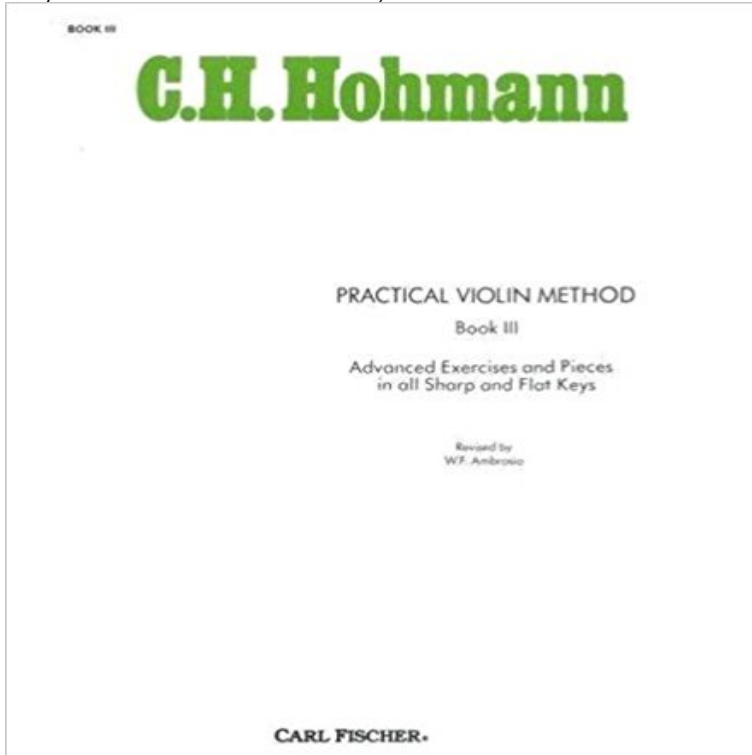 BOOK III
C.H. Hohmann
PRACTICAL VIOLIN METHOD
Book III
Advanced Exercises and Pieces
in all Sharp and Flat Keys
Revised by
W.F. Ambrosio
CARL FISCHER®